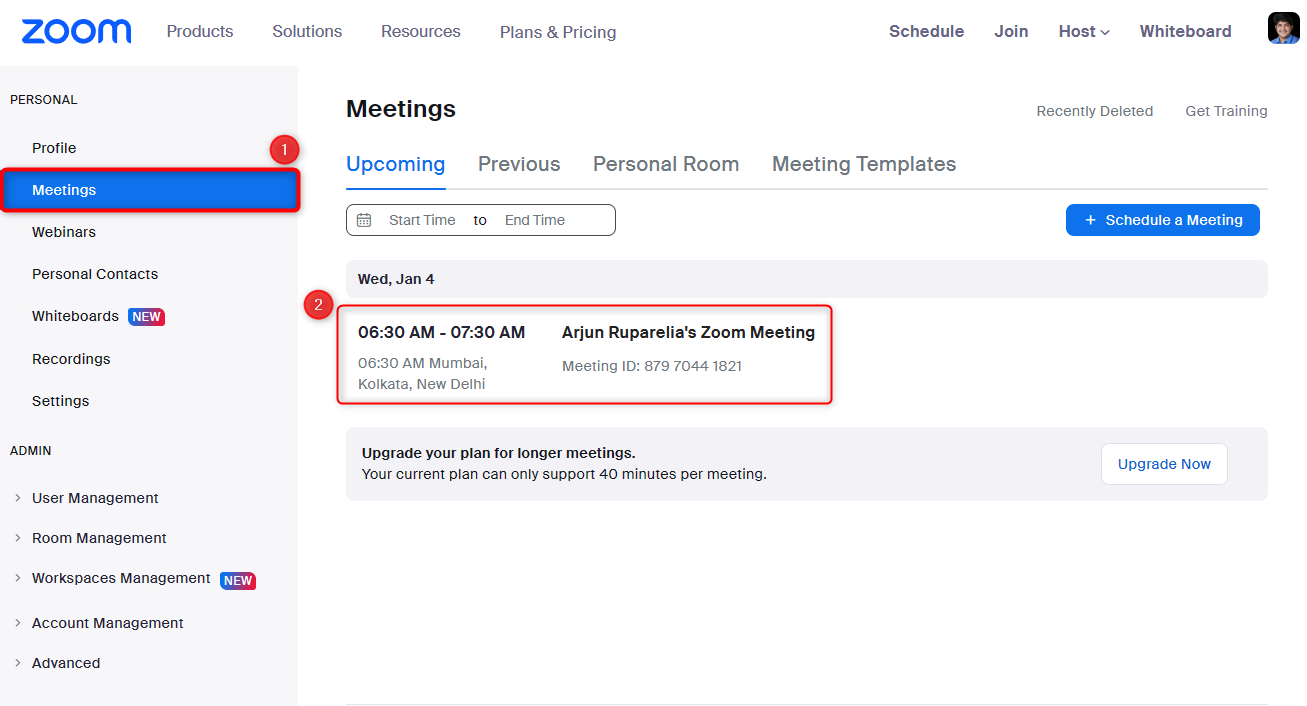 zoom Products Solutions Resources Plans & Pricing Schedule Join Host Whiteboard
PERSONAL
Profile
1
Meetings
Webinars
Personal Contacts
Whiteboards NEW
Recordings
Settings
ADMIN
User Management
Room Management
Workspaces Management NEW
Account Management
Advanced
Meetings
Recently Deleted Get Training
Upcoming Previous Personal Room Meeting Templates
Start Time to End Time
+ Schedule a Meeting
Wed, Jan 4
2
06:30 AM - 07:30 AM Arjun Ruparelia's Zoom Meeting
06:30 AM Mumbai, Meeting ID: 879 7044 1821
Kolkata, New Delhi
Upgrade your plan for longer meetings.
Your current plan can only support 40 minutes per meeting.
Upgrade Now